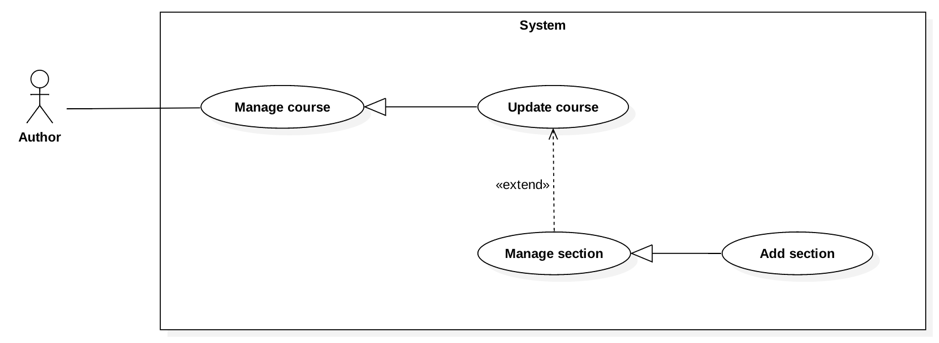 System
Manage course
Update course
Author
«extend»
Manage section
Add section